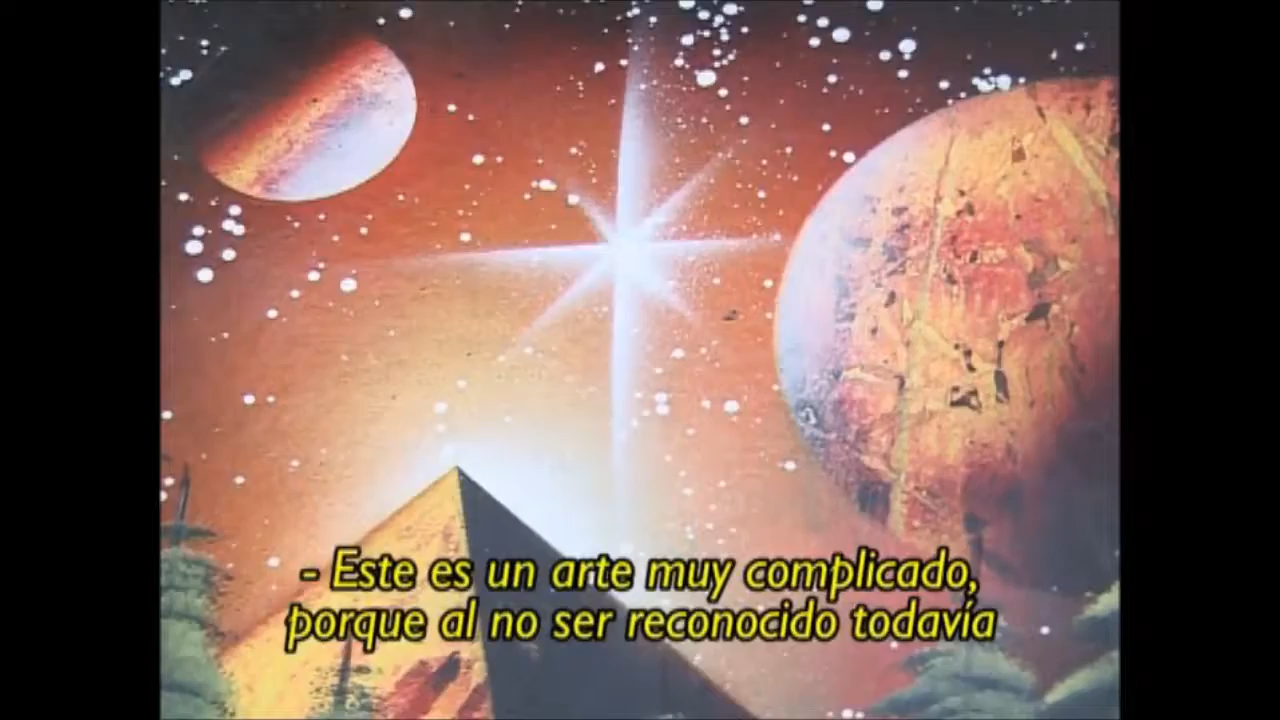 - Este es un arte muy complicado,
porque al no ser reconocido todavía